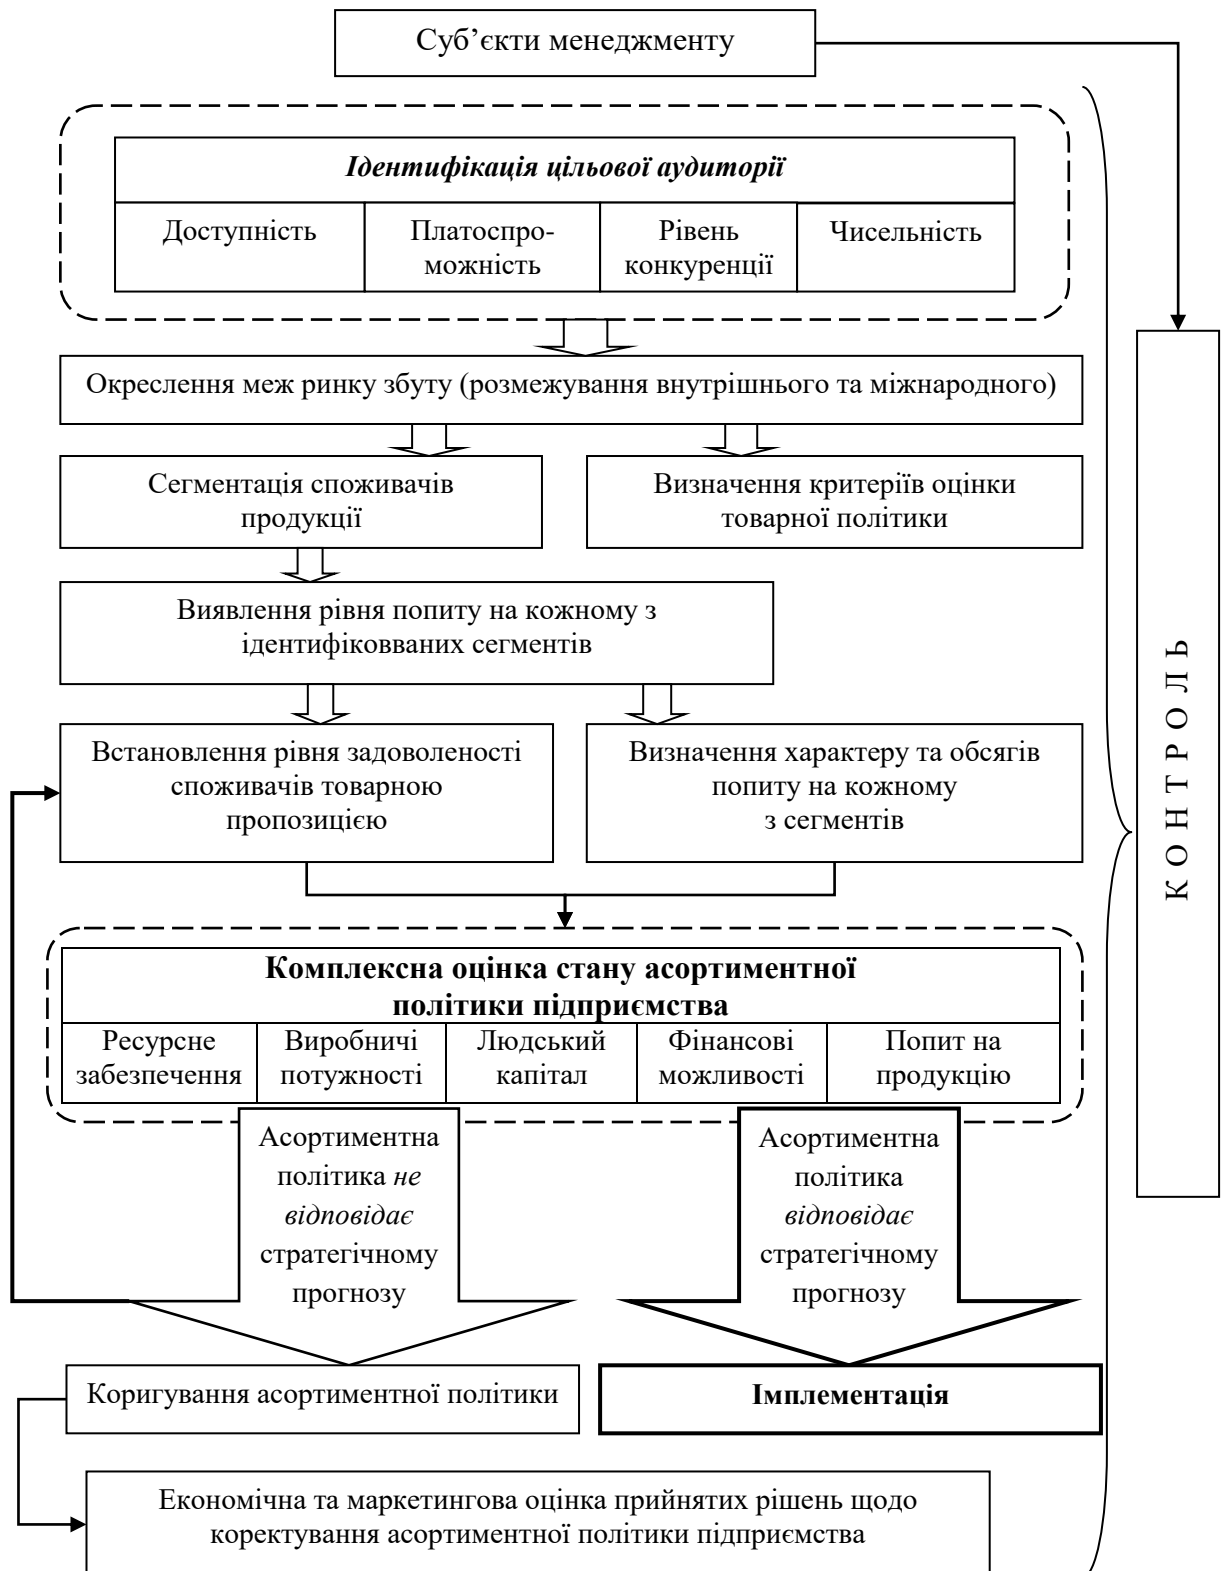 Суб’єкти менеджменту
Ідентифікація цільової аудиторії
Доступність
Платоспро-
можність
Рівень
конкуренції
Чисельність
Окреслення меж ринку збуту (розмежування внутрішнього та міжнародного)
Сегментація споживачів
продукції
Визначення критеріїв оцінки
товарної політики
Виявлення рівня попиту на кожному з
ідентифіковваних сегментів
Встановлення рівня задоволеності
споживачів товарною
пропозицією
Визначення характеру та обсягів
попиту на кожному
з сегментів
Комплексна оцінка стану асортиментної
політики підприємства
Ресурсне
забезпечення
Виробничі
потужності
Людський
капітал
Фінансові
можливості
Попит на
продукцію
Асортиментна
політика не
відповідає
стратегічному
прогнозу
Асортиментна
політика
відповідає
стратегічному
прогнозу
Коригування асортиментної політики
Імплементація
Економічна та маркетингова оцінка прийнятих рішень щодо
коректування асортиментної політики підприємства
К О Н Т Р О Л Ь